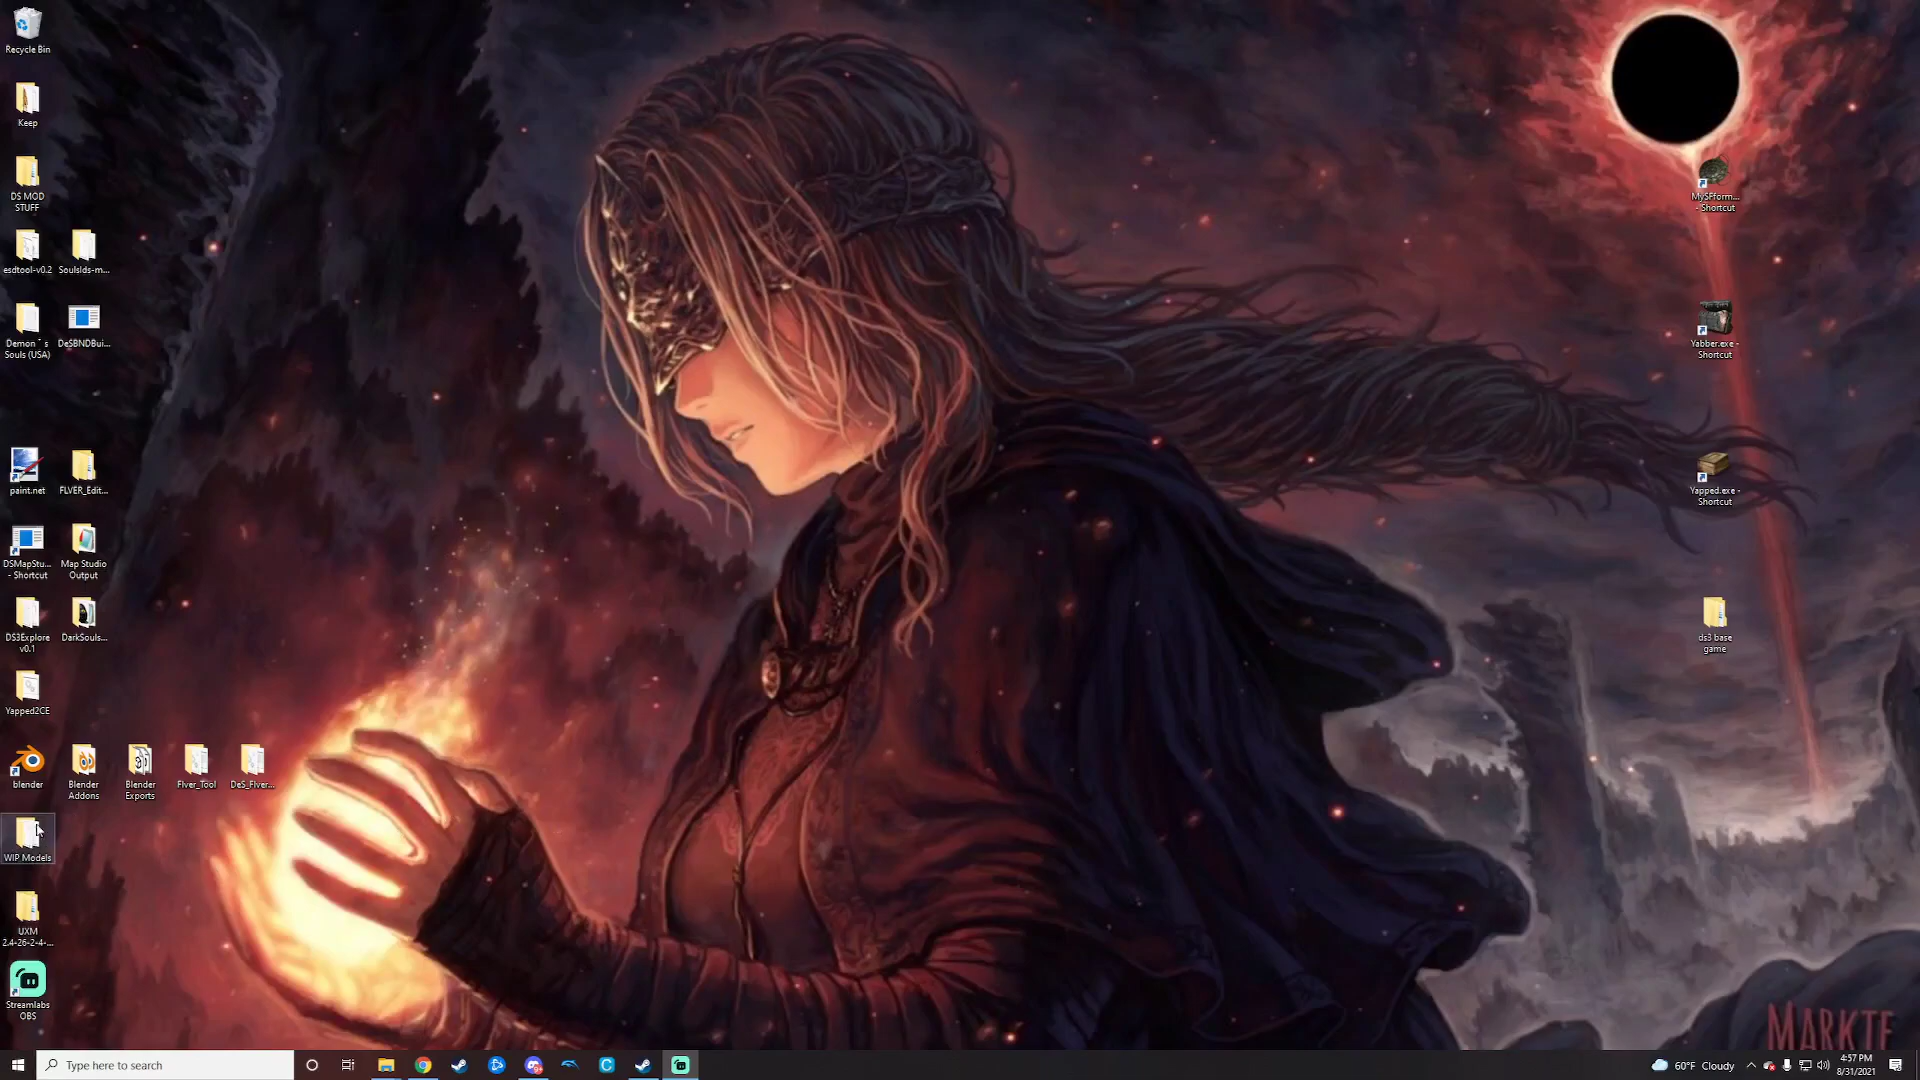 Recycle Bin
Keep
DS MOD
STUFF
esdtool-v0.2
SoulsIds-m...
Demon ˇ s
Souls (USA)
DeSBNDBui...
paint.net
FLVER_Edit...
DSMapStu...
- Shortcut
Map Studio
Output
DS3Explore
v0.1
DarkSouls...
Yapped2CE
blender
Blender
Addons
Blender
Exports
Flver_Tool
DeS_Flver...
WIP Models
UXM
2.4-26-2-4-...
Streamlabs
OBS
MySFform...
- Shortcut
Yabber.exe -
Shortcut
Yapped.exe -
Shortcut
ds3 base
game
MARKTF
Type here to search
60°F Cloudy
4:57 PM
8/31/2021